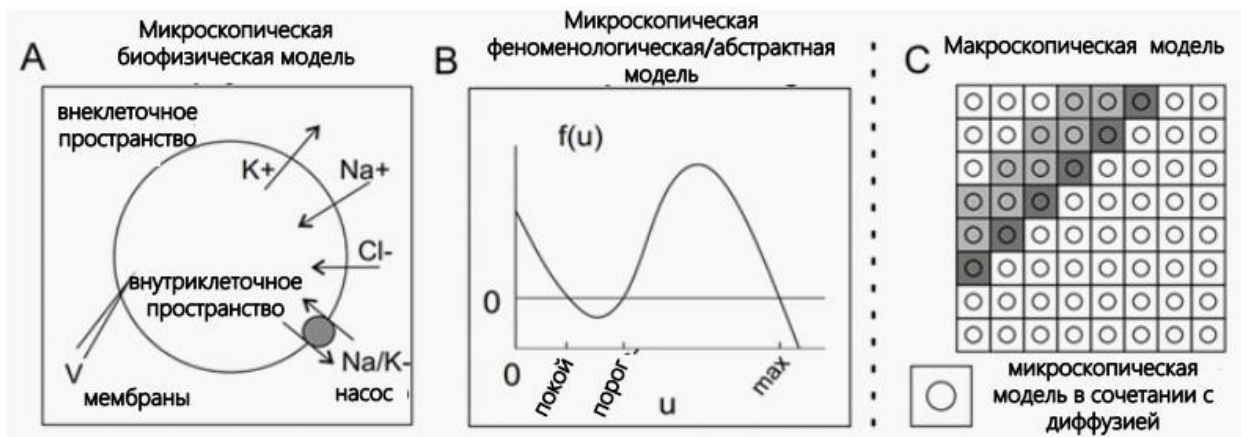 A
Микроскопическая
биофизическая модель
внеклеточное
пространство
K+
Na+
Cl-
внутриклеточное
пространство
V
мембраны
Na/K-
насос
B
Микроскопическая
феноменологическая/абстрактная
модель
f(u)
0
0
покой
порог
max
u
C
Макроскопическая модель
микроскопическая
модель в сочетании с
диффузией